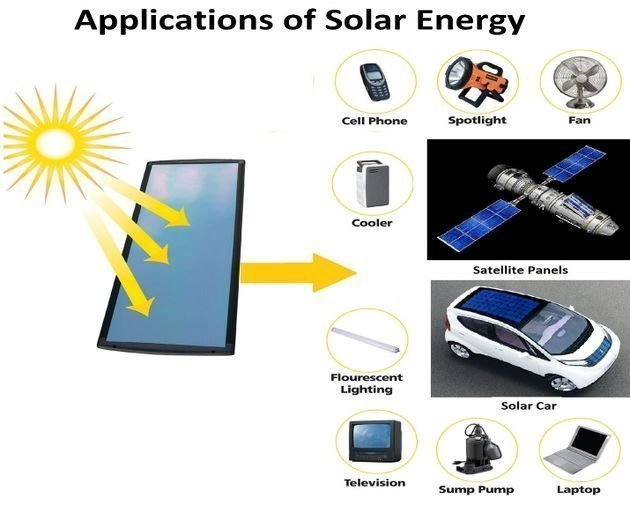 Applications of Solar Energy
Cell Phone
Spotlight
Fan
Cooler
Satellite Panels
Flourescent
Lighting
Solar Car
Television
Sump Pump
Laptop